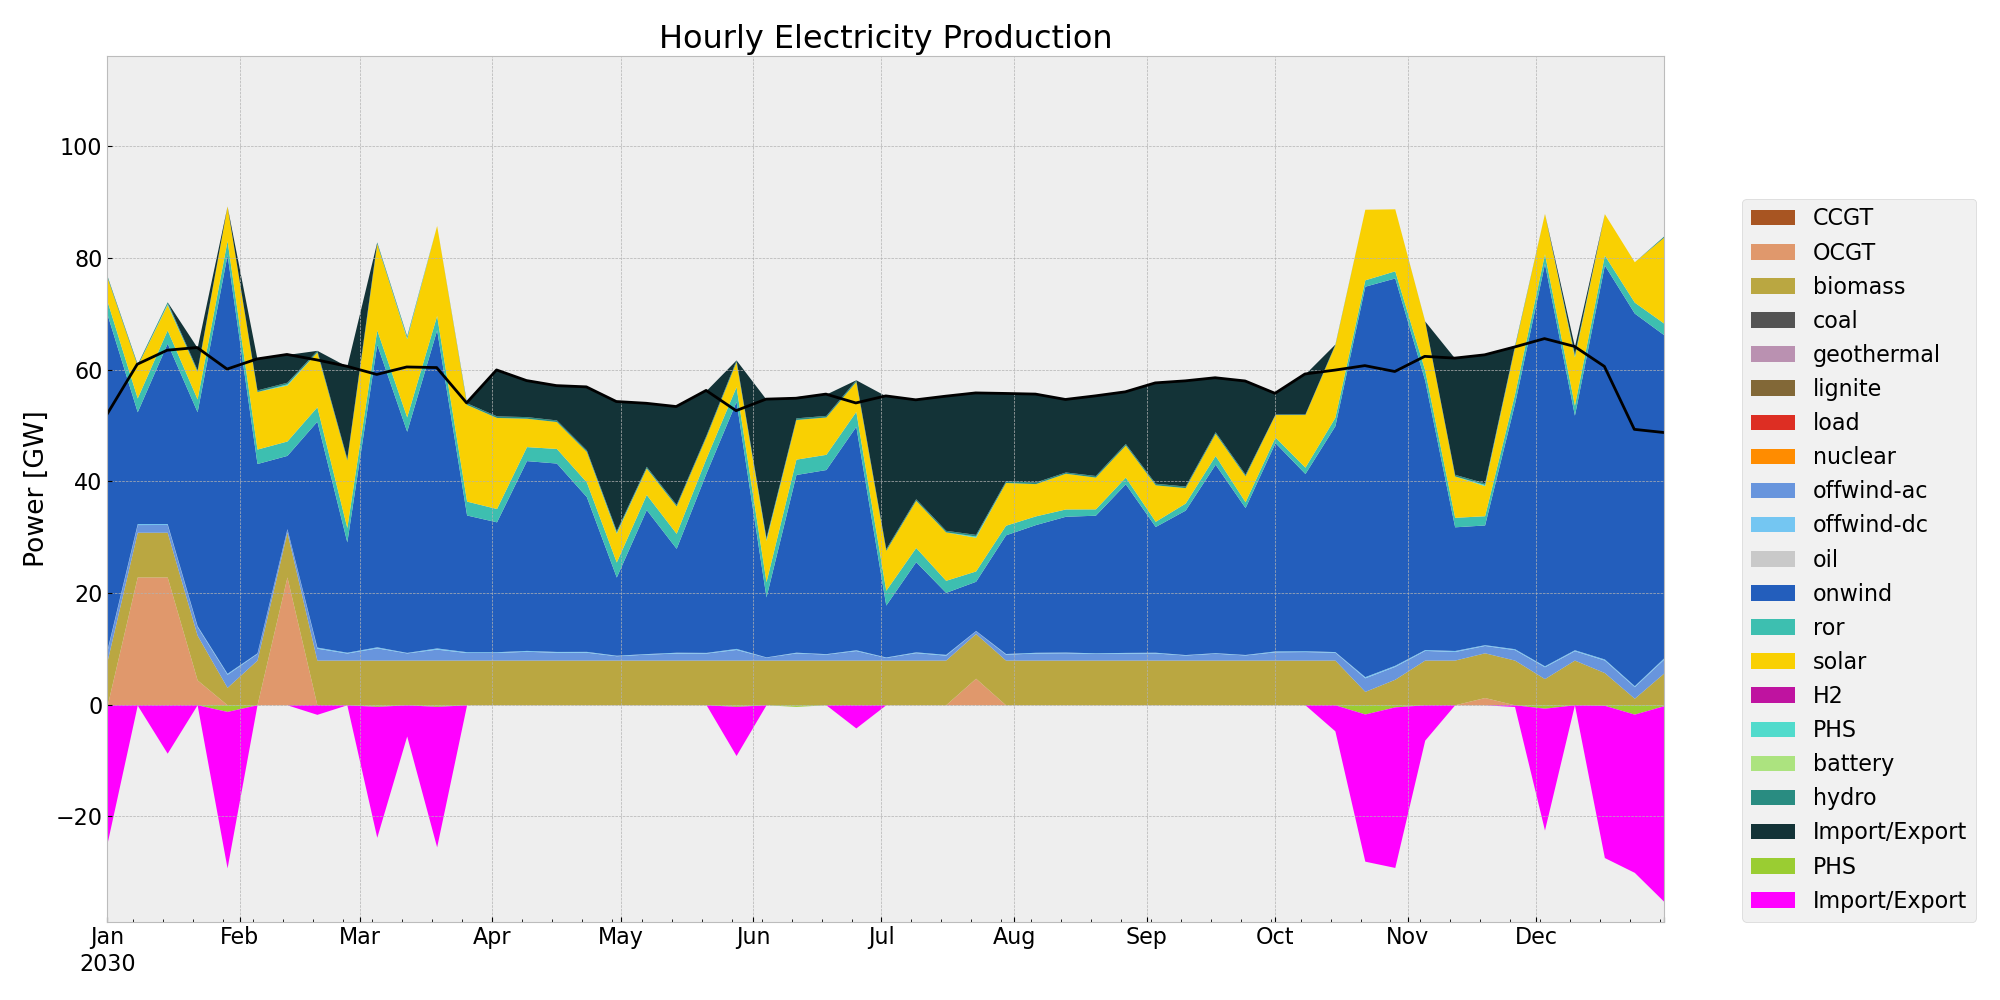 Hourly Electricity Production
Power [GW]
100
80
60
40
20
0
−20
Jan
2030
Feb
Mar
Apr
May
Jun
Jul
Aug
Sep
Oct
Nov
Dec
CCGT
OCGT
biomass
coal
geothermal
lignite
load
nuclear
offwind-ac
offwind-dc
oil
onwind
ror
solar
H2
PHS
battery
hydro
Import/Export
PHS
Import/Export